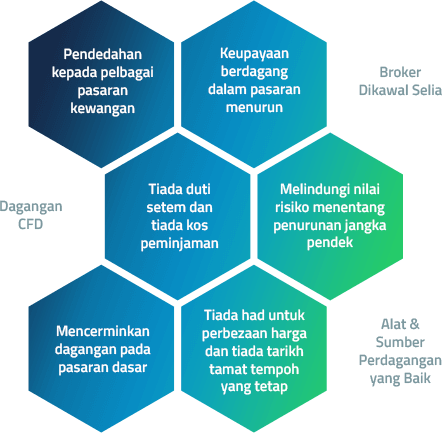 Pendedahan
kepada pelbagai
pasaran
kewangan
Keupayaan
berdagang
dalam pasaran
menurun
Broker
Dikawal Selia
Dagangan
CFD
Tiada duti
setem dan
tiada kos
peminjaman
Melindungi nilai
risiko menentang
penurunan jangka
pendek
Mencerminkan
dagangan pada
pasaran dasar
Tiada had untuk
perbezaan harga
dan tiada tarikh
tamat tempoh
yang tetap
Alat &
Sumber
Perdagangan
yang Baik